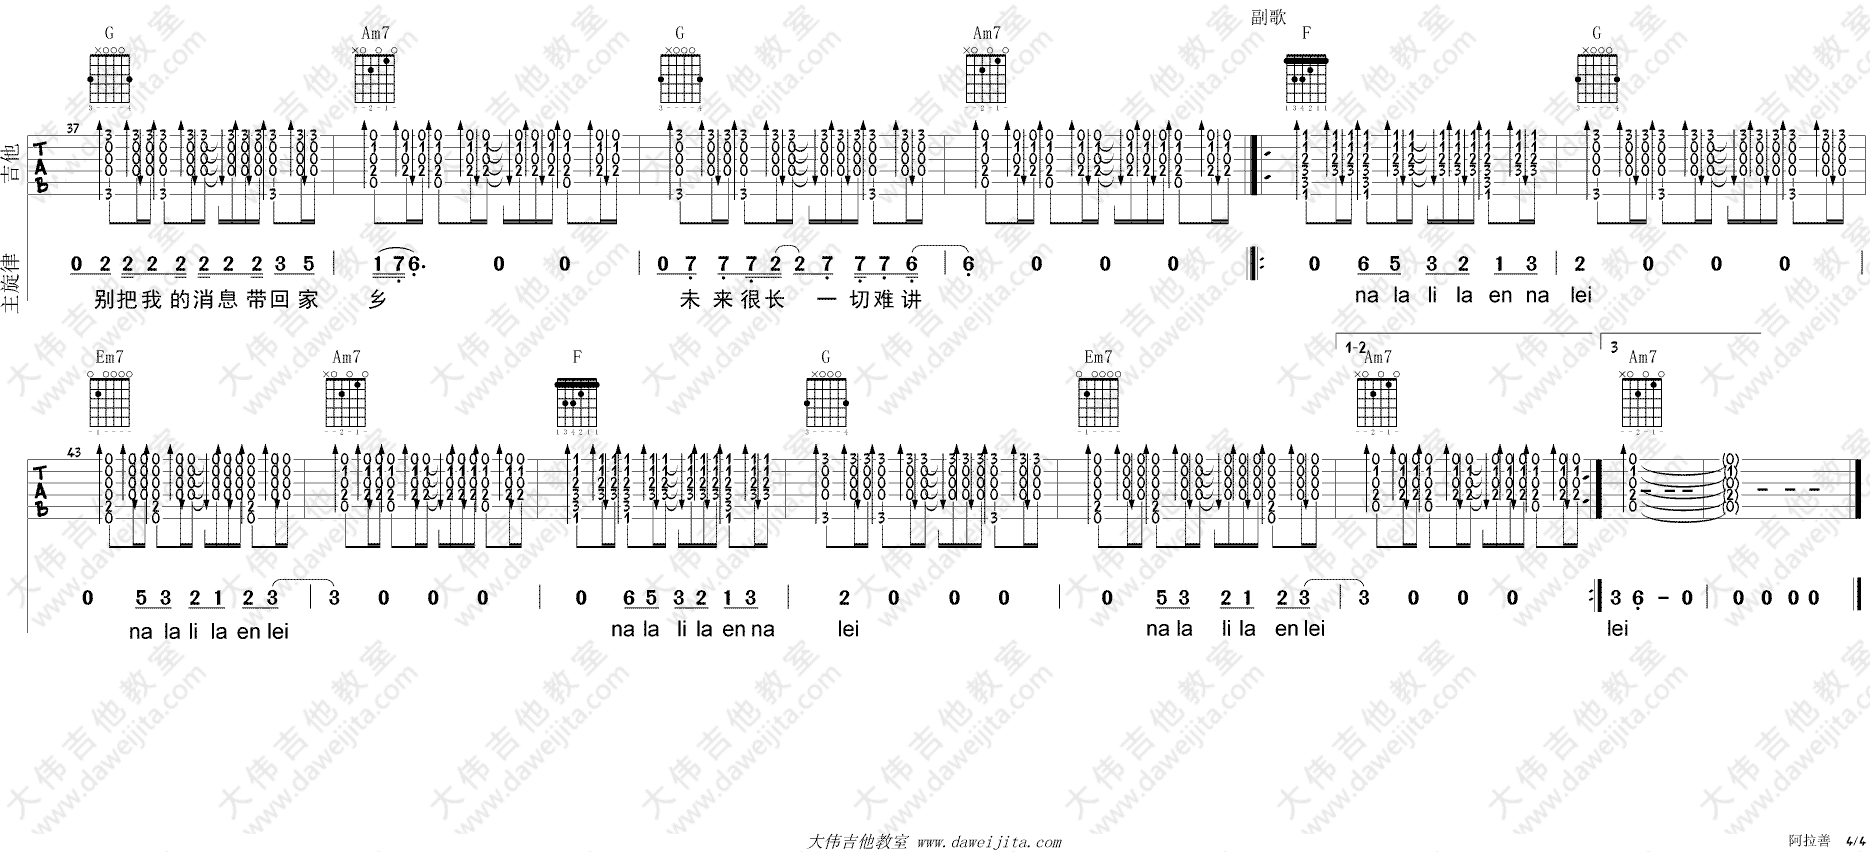 副歌
G Am7 G Am7 F G
吉他
37
T A B
主旋律
0 2 2 2 2 2 2 2 3 5 1 7 6. 0 0 0 7 7 7 2 2 7 7 7 6 6 0 0 0 0 6 5 3 2 1 3 2 0 0 0
别把我的消息带回家乡 未来很长 一切难讲 na la li la en na lei
1-2 3
Em7 Am7 F G Em7 Am7 Am7
43
T A B
0 5 3 2 1 2 3 3 0 0 0 0 6 5 3 2 1 3 2 0 0 0 0 5 3 2 1 2 3 3 0 0 0 3 6 - 0 0 0 0 0
na la li la en lei na la li la en na lei na la li la en lei lei
大伟吉他教室 www.daweijita.com 阿拉善 4/4